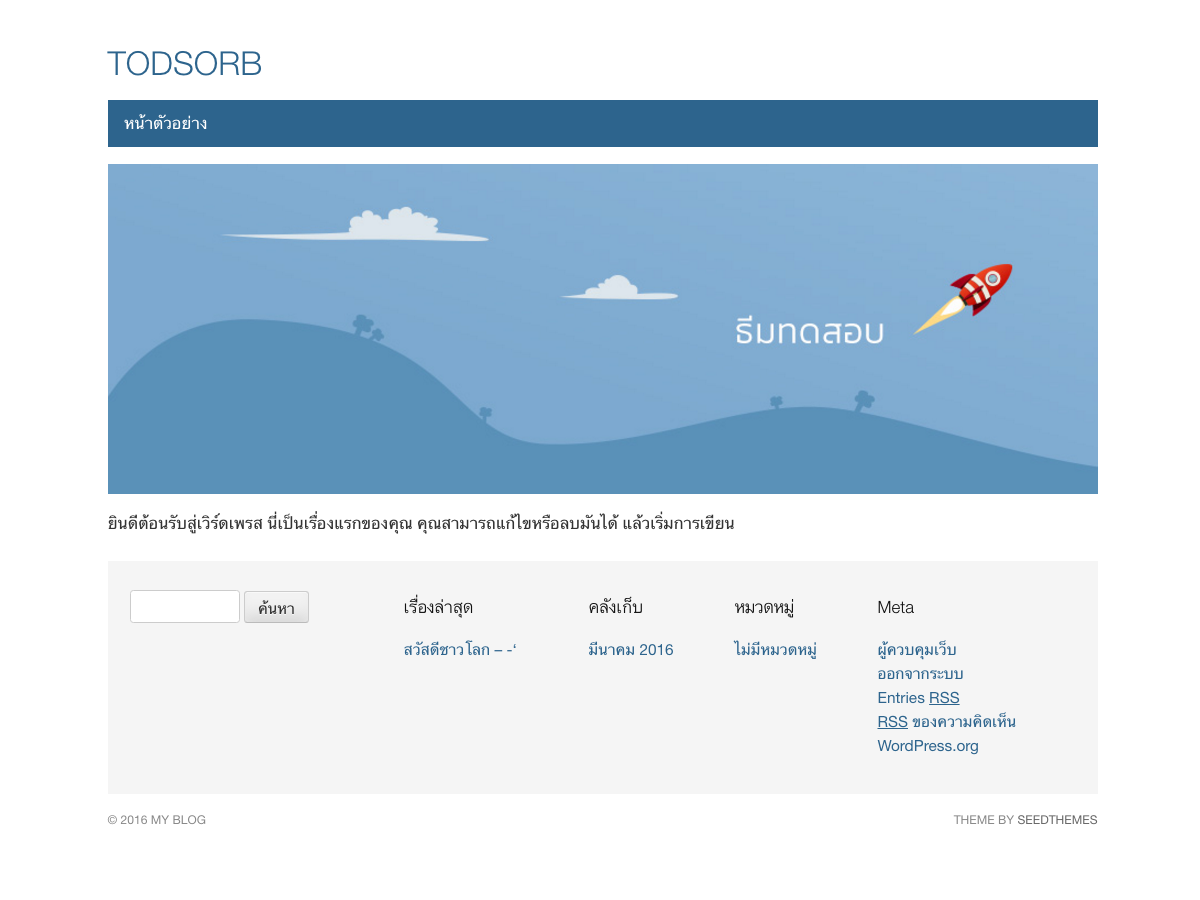 TODSORB
หน้าตัวอย่าง
ธีมทดสอบ
ยินดีต้อนรับสู่เวิร์ดเพรส นี่เป็นเรื่องแรกของคุณ คุณสามารถแก้ไขหรือลบมันได้ แล้วเริ่มการเขียน
ค้นหา
เรื่องล่าสุด
สวัสดีชาวโลก – -‘
คลังเก็บ
มีนาคม 2016
หมวดหมู่
ไม่มีหมวดหมู่
Meta
ผู้ควบคุมเว็บ
ออกจากระบบ
Entries RSS
RSS ของความคิดเห็น
WordPress.org
© 2016 MY BLOG
THEME BY SEEDTHEMES